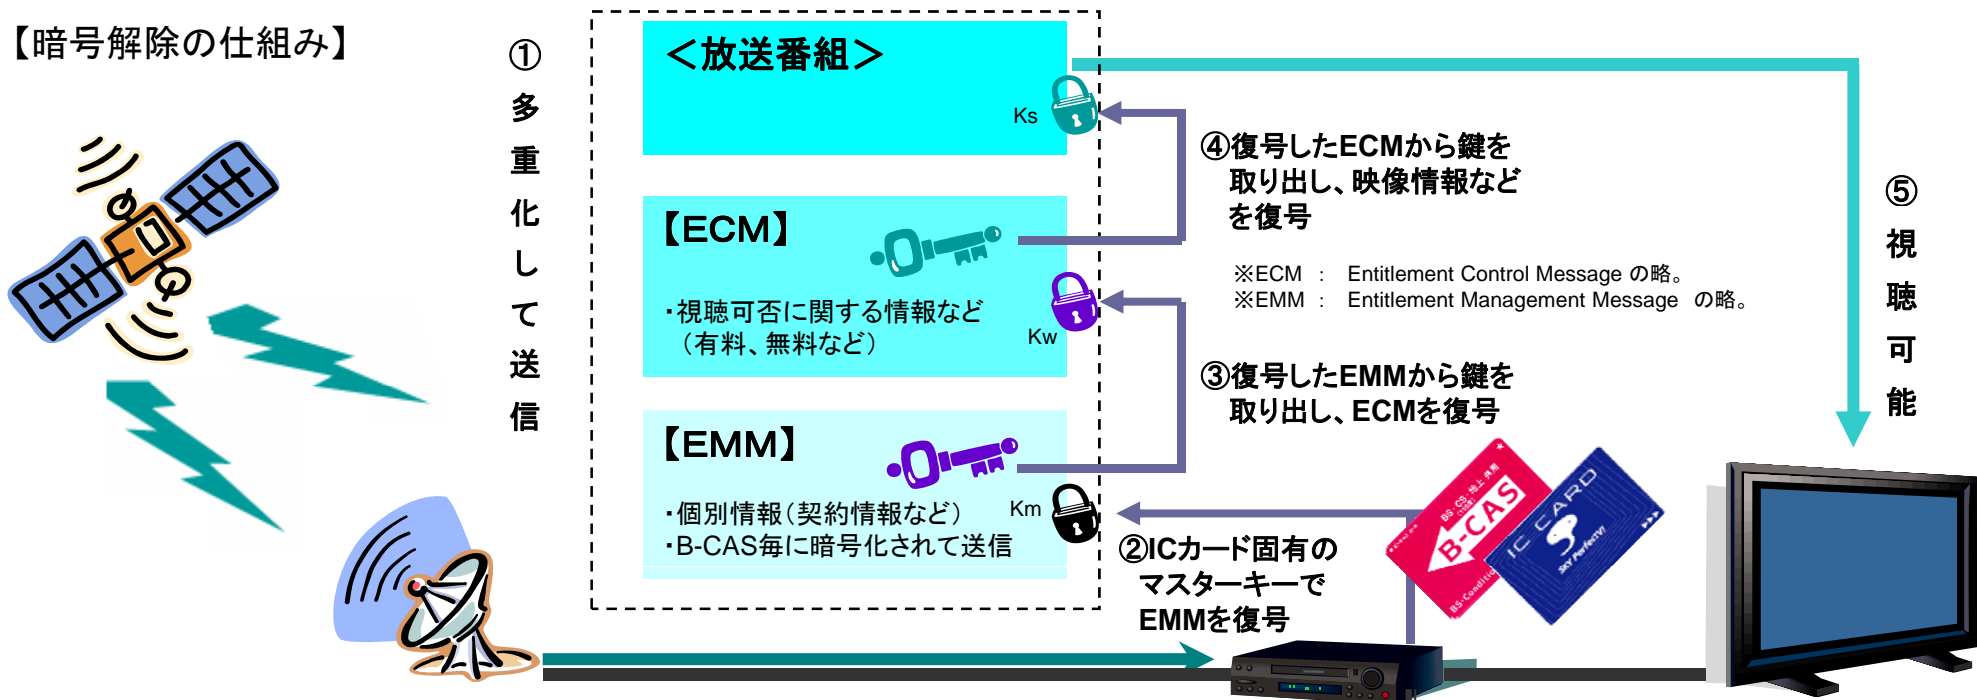 【暗号解除の仕組み】
①多重化して送信
＜放送番組＞
Ks
【ECM】
・視聴可否に関する情報など
（有料、無料など）
Kw
【EMM】
・個別情報（契約情報など）
・B-CAS毎に暗号化されて送信
Km
②ICカード固有の
マスターキーで
EMMを復号
③復号したEMMから鍵を
取り出し、ECMを復号
④復号したECMから鍵を
取り出し、映像情報など
を復号
※ECM ： Entitlement Control Message の略。
※EMM ： Entitlement Management Message の略。
⑤視聴可能
BS・CS・地上 共用
B-CAS
IC CARD
SKY PerfecTV!